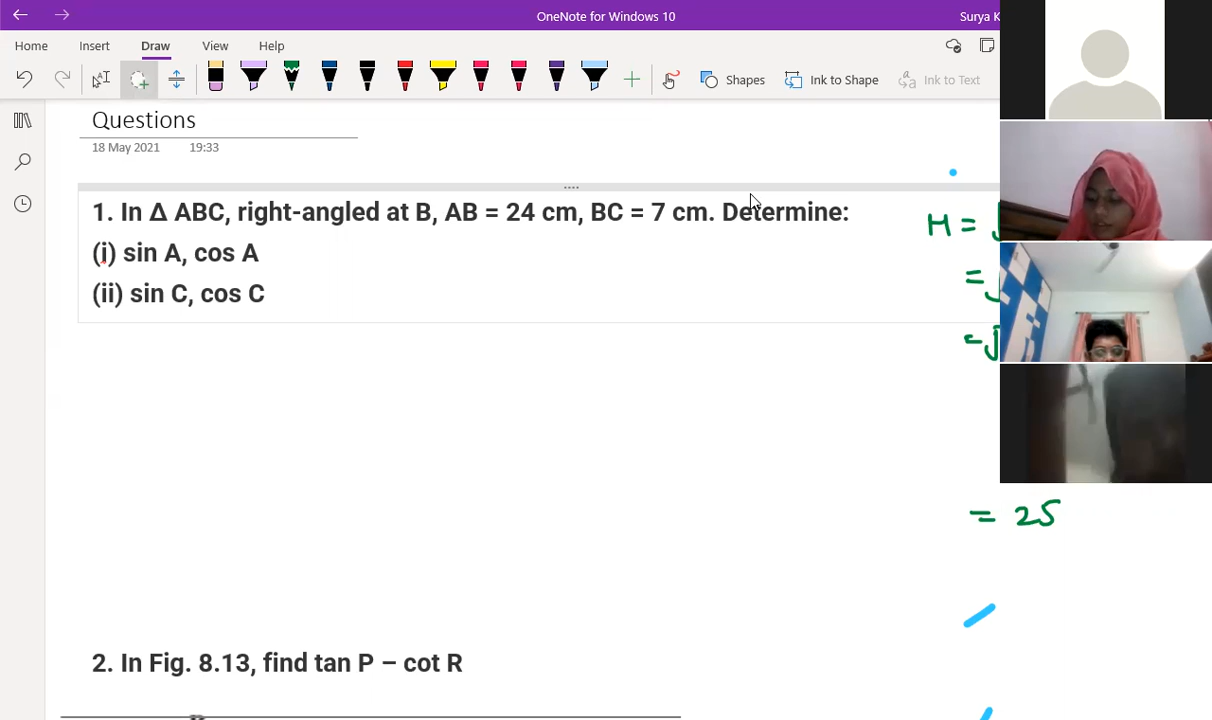 OneNote for Windows 10
Surya K
Home Insert Draw View Help
Shapes Ink to Shape Ink to Text
Questions
18 May 2021 19:33
1. In Δ ABC, right-angled at B, AB = 24 cm, BC = 7 cm. Determine:
(i) sin A, cos A
(ii) sin C, cos C
H =
=
=
= 25
2. In Fig. 8.13, find tan P – cot R